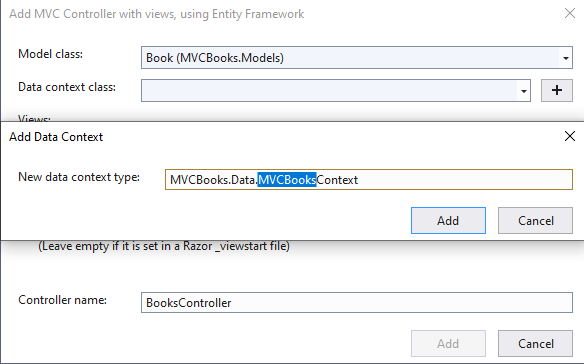 Add MVC Controller with views, using Entity Framework
Model class: Book (MVCBooks.Models)
Data context class:
Views:
Add Data Context
New data context type: MVCBooks.Data.MVCBooksContext
Add Cancel
(Leave empty if it is set in a Razor _viewstart file)
Controller name: BooksController
Add Cancel